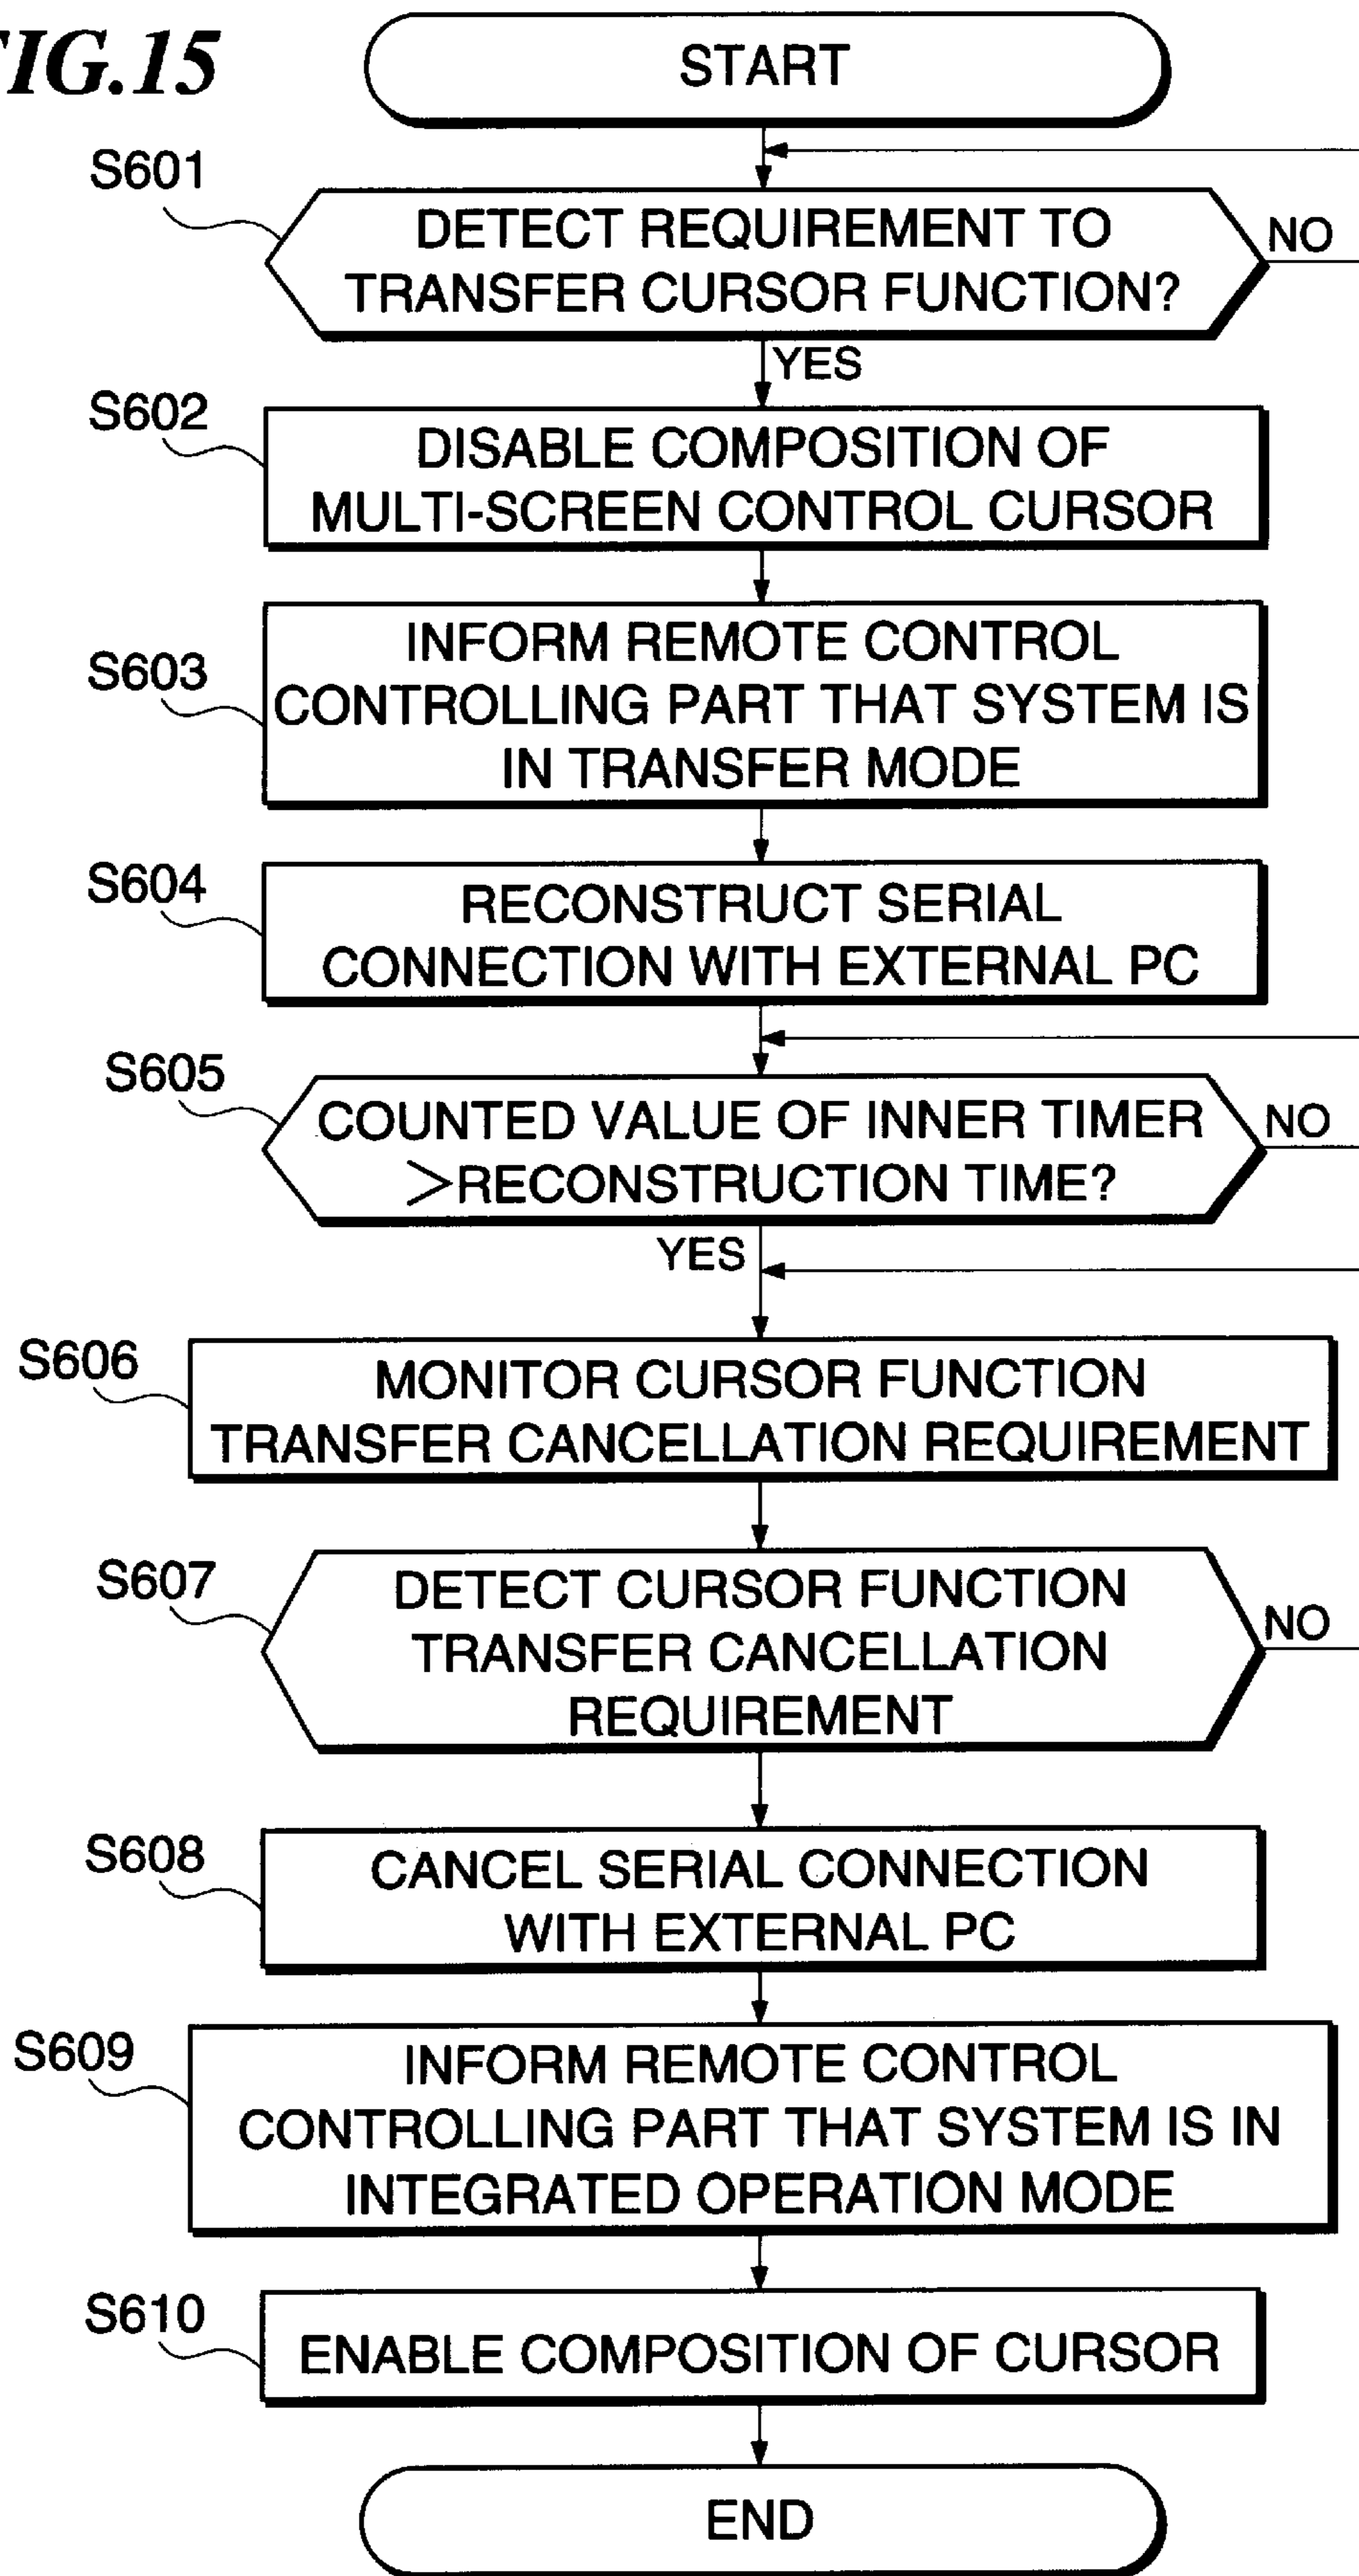 FIG.15
START
S601
DETECT REQUIREMENT TO
TRANSFER CURSOR FUNCTION?
NO
YES
S602
DISABLE COMPOSITION OF
MULTI-SCREEN CONTROL CURSOR
S603
INFORM REMOTE CONTROL
CONTROLLING PART THAT SYSTEM IS
IN TRANSFER MODE
S604
RECONSTRUCT SERIAL
CONNECTION WITH EXTERNAL PC
S605
COUNTED VALUE OF INNER TIMER
>RECONSTRUCTION TIME?
NO
YES
S606
MONITOR CURSOR FUNCTION
TRANSFER CANCELLATION REQUIREMENT
S607
DETECT CURSOR FUNCTION
TRANSFER CANCELLATION
REQUIREMENT
NO
S608
CANCEL SERIAL CONNECTION
WITH EXTERNAL PC
S609
INFORM REMOTE CONTROL
CONTROLLING PART THAT SYSTEM IS IN
INTEGRATED OPERATION MODE
S610
ENABLE COMPOSITION OF CURSOR
END